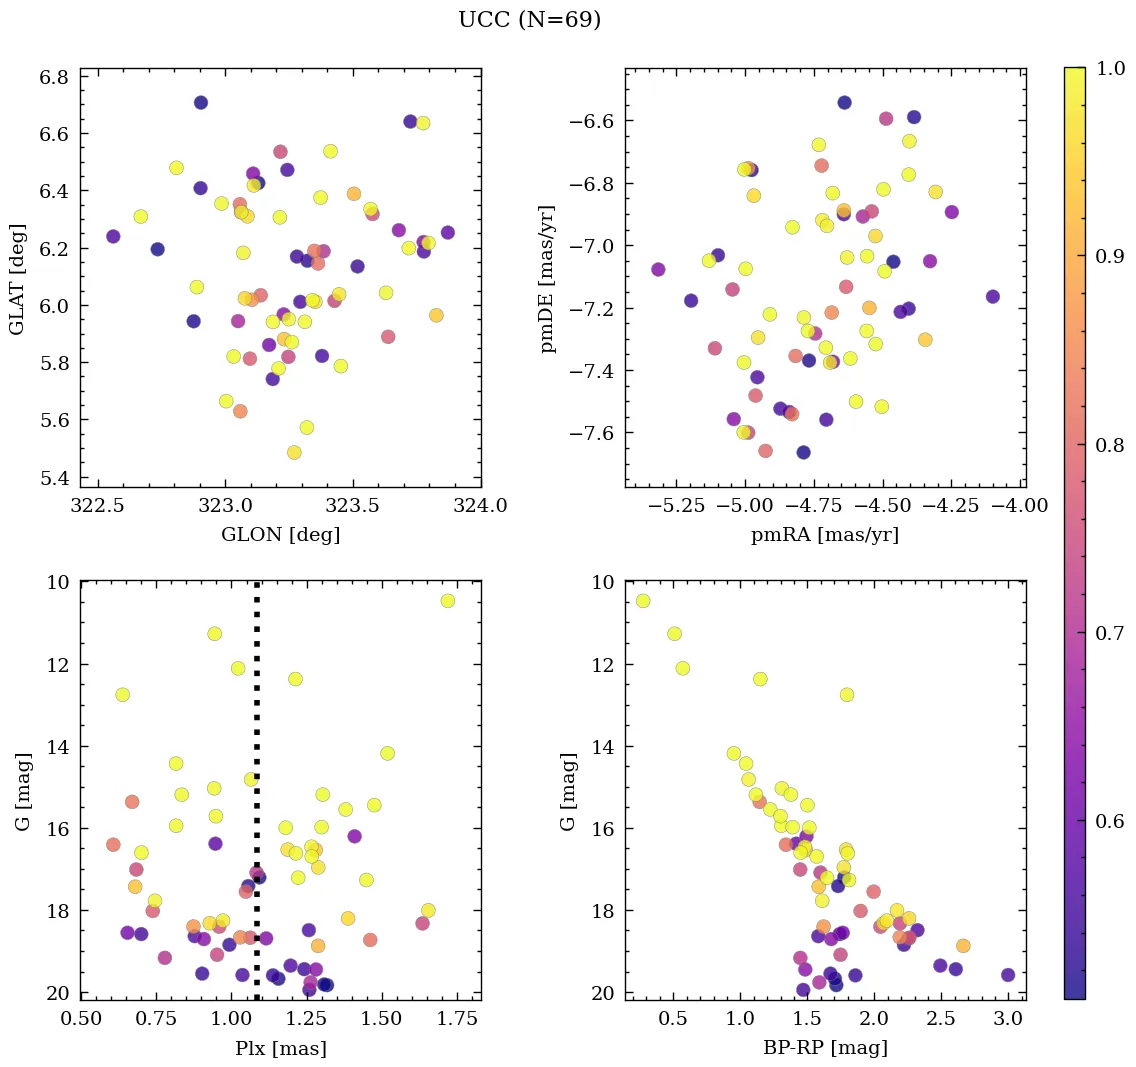 UCC (N=69)
6.8
6.6
6.4
6.2
6.0
5.8
5.6
5.4
GLAT [deg]
322.5 323.0 323.5 324.0
GLON [deg]
−6.6
−6.8
−7.0
−7.2
−7.4
−7.6
pmDE [mas/yr]
−5.25 −5.00 −4.75 −4.50 −4.25 −4.00
pmRA [mas/yr]
10
12
14
16
18
20
G [mag]
0.50 0.75 1.00 1.25 1.50 1.75
Plx [mas]
10
12
14
16
18
20
G [mag]
0.5 1.0 1.5 2.0 2.5 3.0
BP-RP [mag]
1.0
0.9
0.8
0.7
0.6